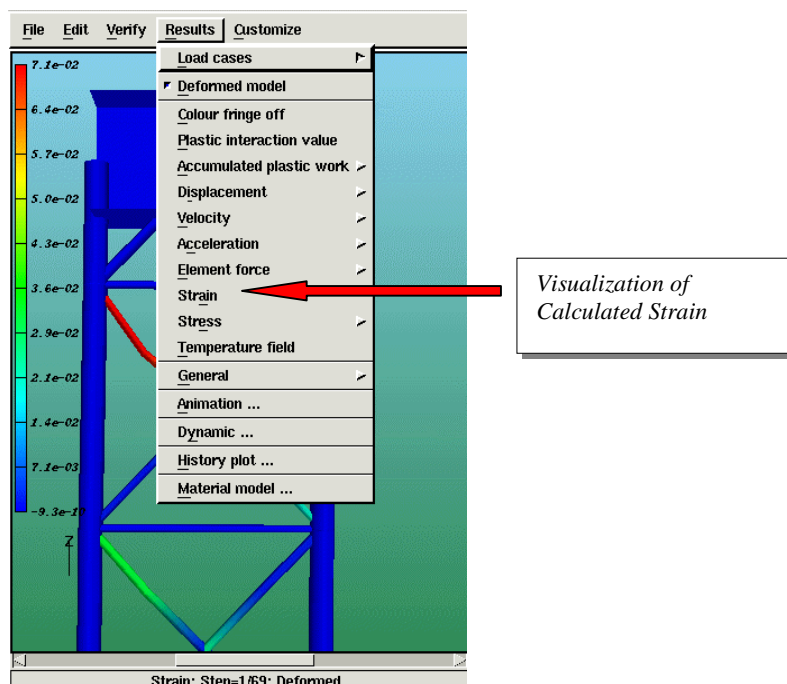 File Edit Verify Results Customize
Load cases
Deformed model
Colour fringe off
Plastic interaction value
Accumulated plastic work
Displacement
Velocity
Acceleration
Element force
Strain
Stress
Temperature field
General
Animation ...
Dynamic ...
History plot ...
Material model ...
7.1e-02
6.4e-02
5.7e-02
5.0e-02
4.3e-02
3.6e-02
2.9e-02
2.1e-02
1.4e-02
7.1e-03
Z
Visualization of
Calculated Strain
Strain: Step=1/69: Deformed